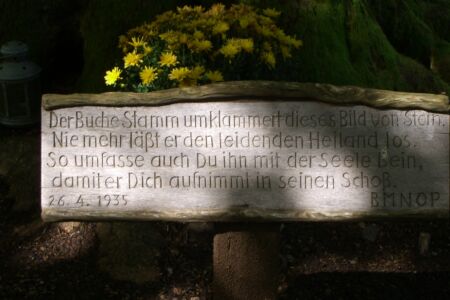 Der Buche Stamm umklammert dieses Bild von Stein.
Nie mehr läßt er den leidenden Heiland los.
So umfasse auch Du ihn mit der Seele Bein,
damit er Dich aufnimmt in seinen Schoß.
26.4.1935 BMNOP